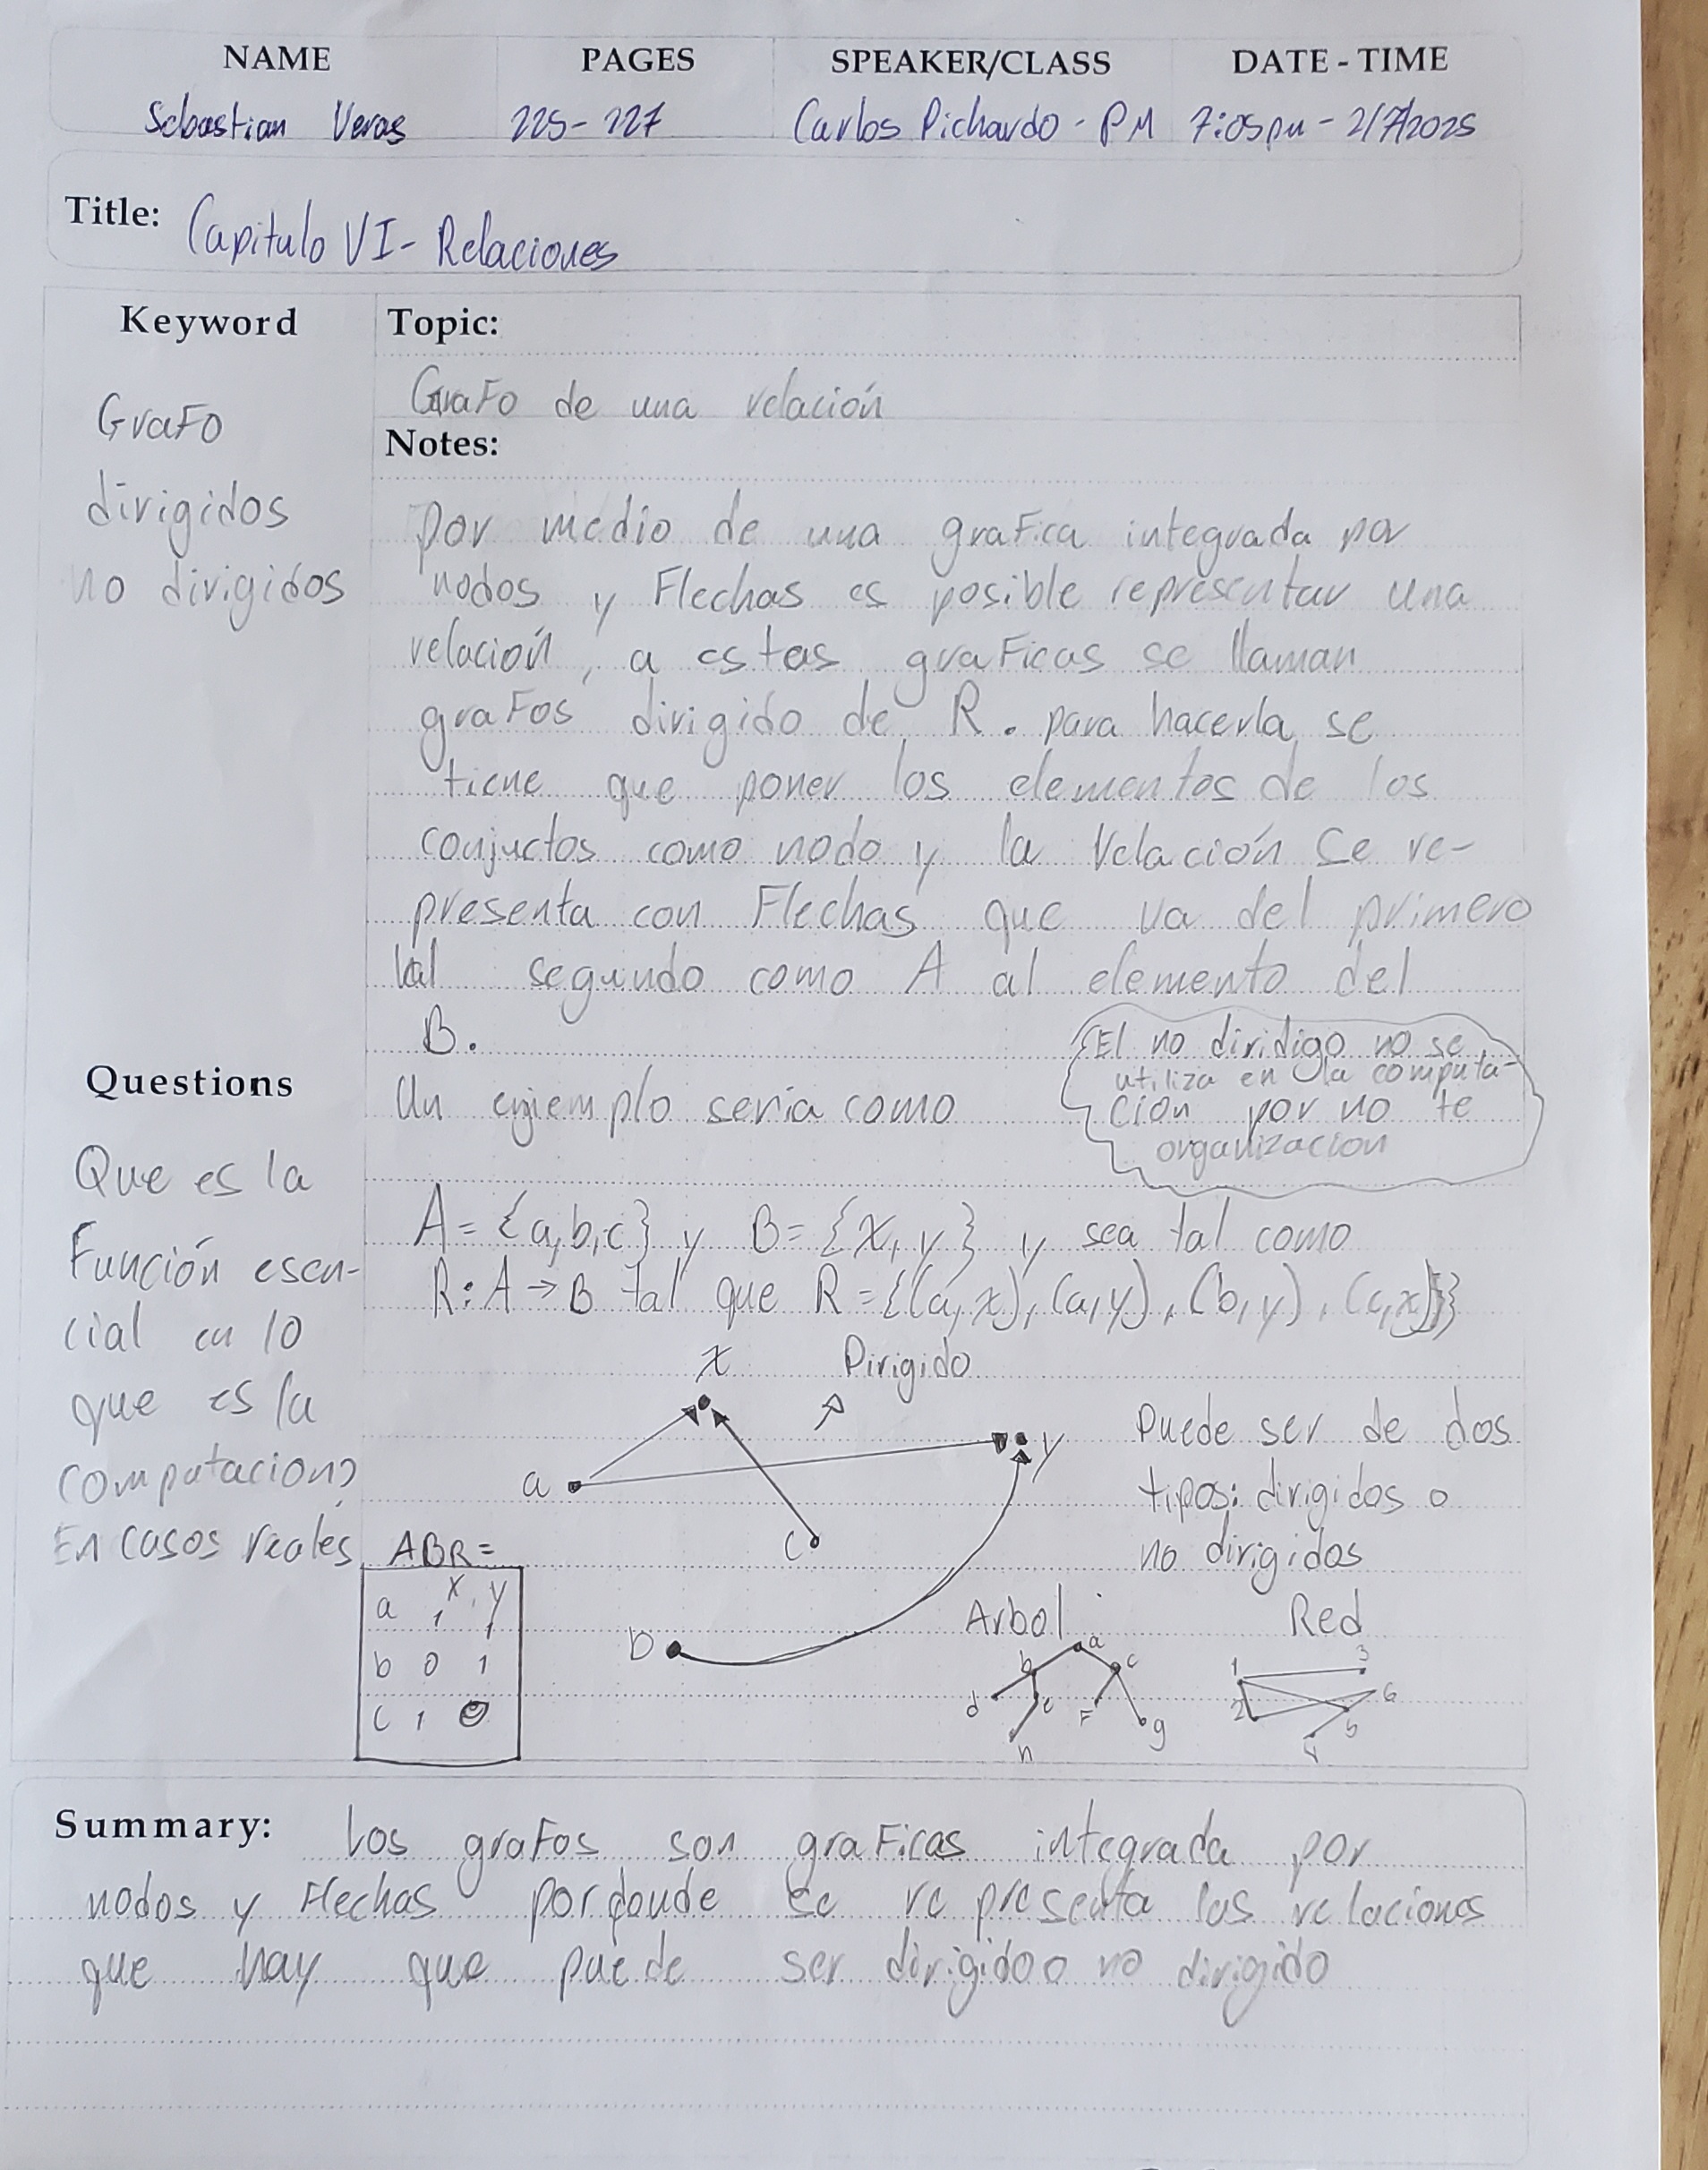 NAME PAGES SPEAKER/CLASS DATE - TIME
Sebastian Veras 225-227 Carlos Pichardo - PM 7:05pm - 2/7/2025
Title: Capitulo VI - Relaciones
Keyword
Grafo
dirigidos
no dirigidos
Topic:
Grafo de una relación
Notes:
por medio de una grafica integrada por
nodos y Flechas es posible representar una
relación, a estas graficas se llaman
grafos dirigido de R. para hacerla se
tiene que poner los elementos de los
conjuctos como nodo y la relación se re-
presenta con Flechas que va del primero
al segundo como A al elemento del
B.
El no diridigo no se
utiliza en la computa-
ción por no te
organizacion
Un ejemplo seria como
A = {a,b,c} y B = {x, y} y sea tal como
R: A → B tal que R = {(a,x), (a,y), (b,y), (c,x)}
Questions
Que es la
Función esen-
cial en lo
que es la
computacion?
En casos reales
x Dirigido
a y
c
b
Puede ser de dos
tipos: dirigidos o
no dirigidos
ABR =
x, y
a 1 1
b 0 1
c 1 0
Arbol
a
b c
d e F g
h
Red
1 3
2 6
5
4
Summary: Los grafos son graficas integrada por
nodos y Flechas por donde se representa las relaciones
que hay que puede ser dirigido o no dirigido